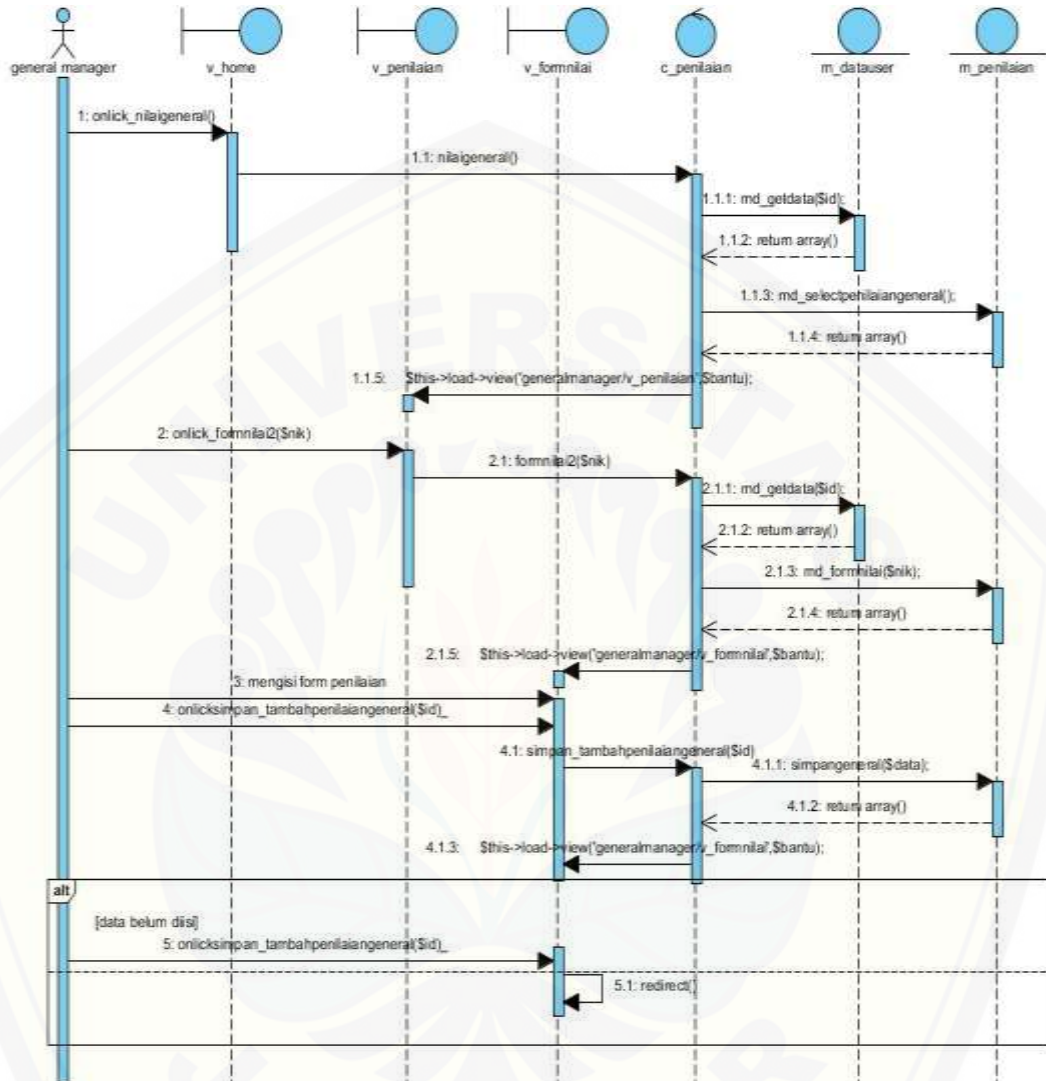 general manager
v_home
v_penilaian
v_formnilai
c_penilaian
m_datauser
m_penilaian
1: onlick_nilaigeneral()
1.1: nilaigeneral()
1.1.1: md_getdata($id);
1.1.2: return array()
1.1.3: md_selectpenilaiangeneral();
1.1.4: return array()
1.1.5: $this->load->view('generalmanager/v_penilaian',$bantu);
2: onlick_formnilai2($nik)
2.1: formnilai2($nik)
2.1.1: md_getdata($id);
2.1.2: return array()
2.1.3: md_formnilai($nik);
2.1.4: return array()
2.1.5: $this->load->view('generalmanager/v_formnilai',$bantu);
3: mengisi form penilaian
4: onlicksimpan_tambahpenilaiangeneral($id)_
4.1: simpan_tambahpenilaiangeneral($id)
4.1.1: simpangeneral($data);
4.1.2: return array()
4.1.3: $this->load->view('generalmanager/v_formnilai',$bantu);
alt
[data belum diisi]
5: onlicksimpan_tambahpenilaiangeneral($id)_
5.1: redirect()
UNIVERSITAS